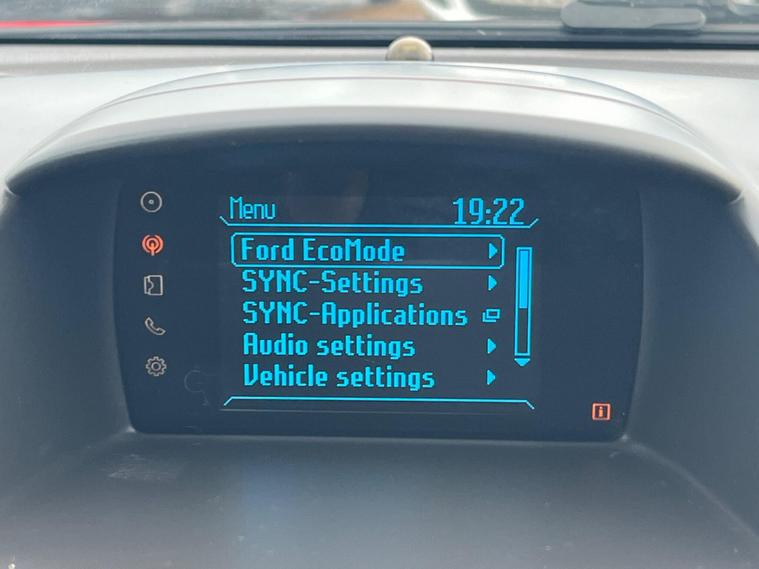 Menu 19:22
Ford EcoMode
SYNC-Settings
SYNC-Applications
Audio settings
Vehicle settings